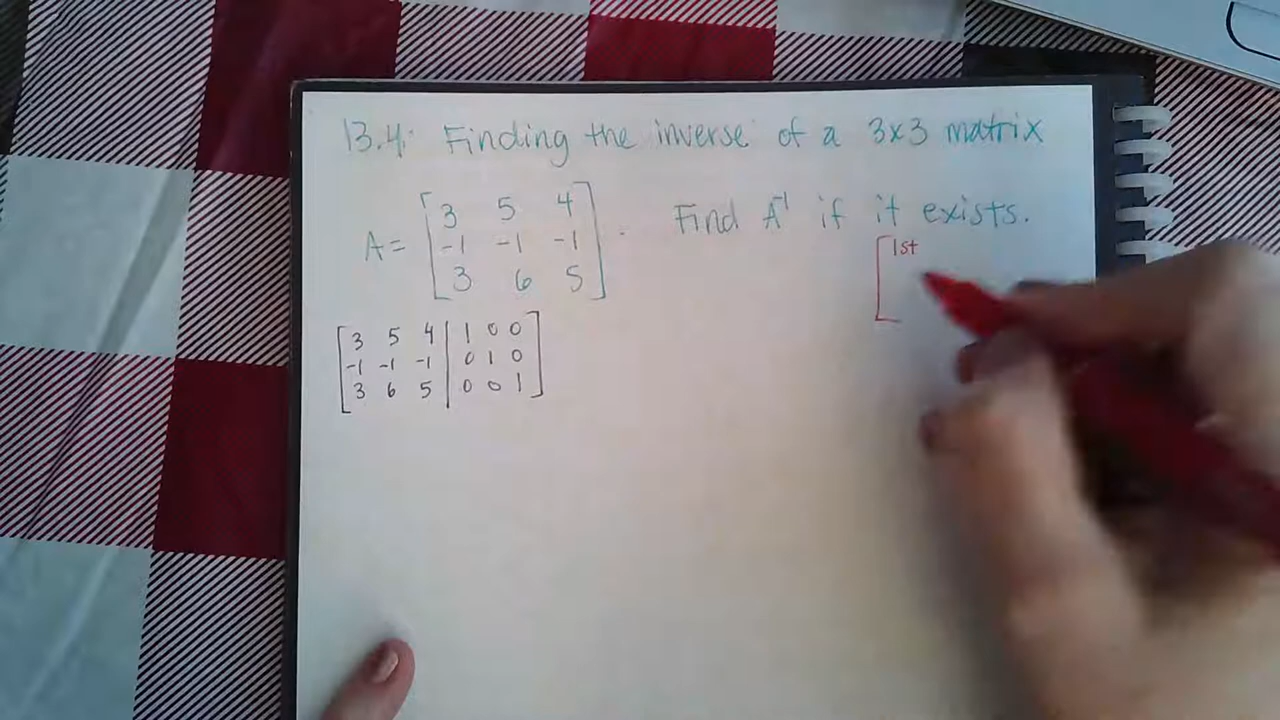 13.4: Finding the inverse of a 3x3 matrix
A = [3 5 4
-1 -1 -1
3 6 5]. Find A⁻¹ if it exists.
[1st
[3 5 4 | 1 0 0
-1 -1 -1 | 0 1 0
3 6 5 | 0 0 1]